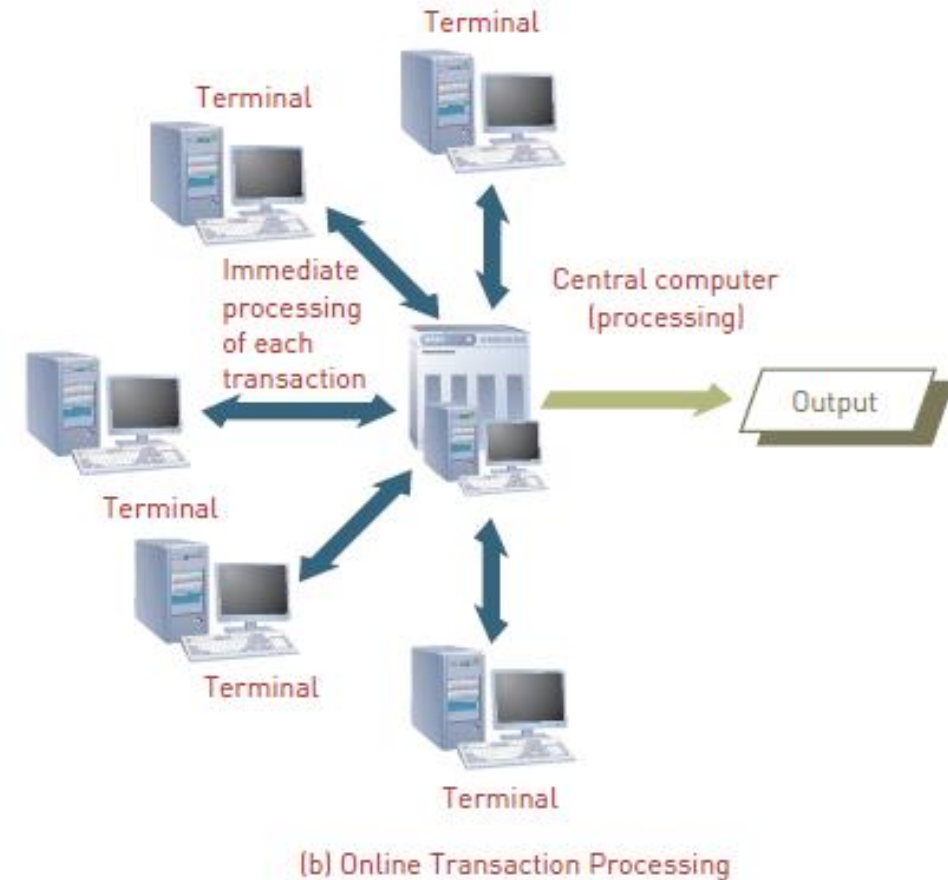 Terminal
Terminal
Immediate
processing
of each
transaction
Central computer
(processing)
Output
Terminal
Terminal
Terminal
(b) Online Transaction Processing